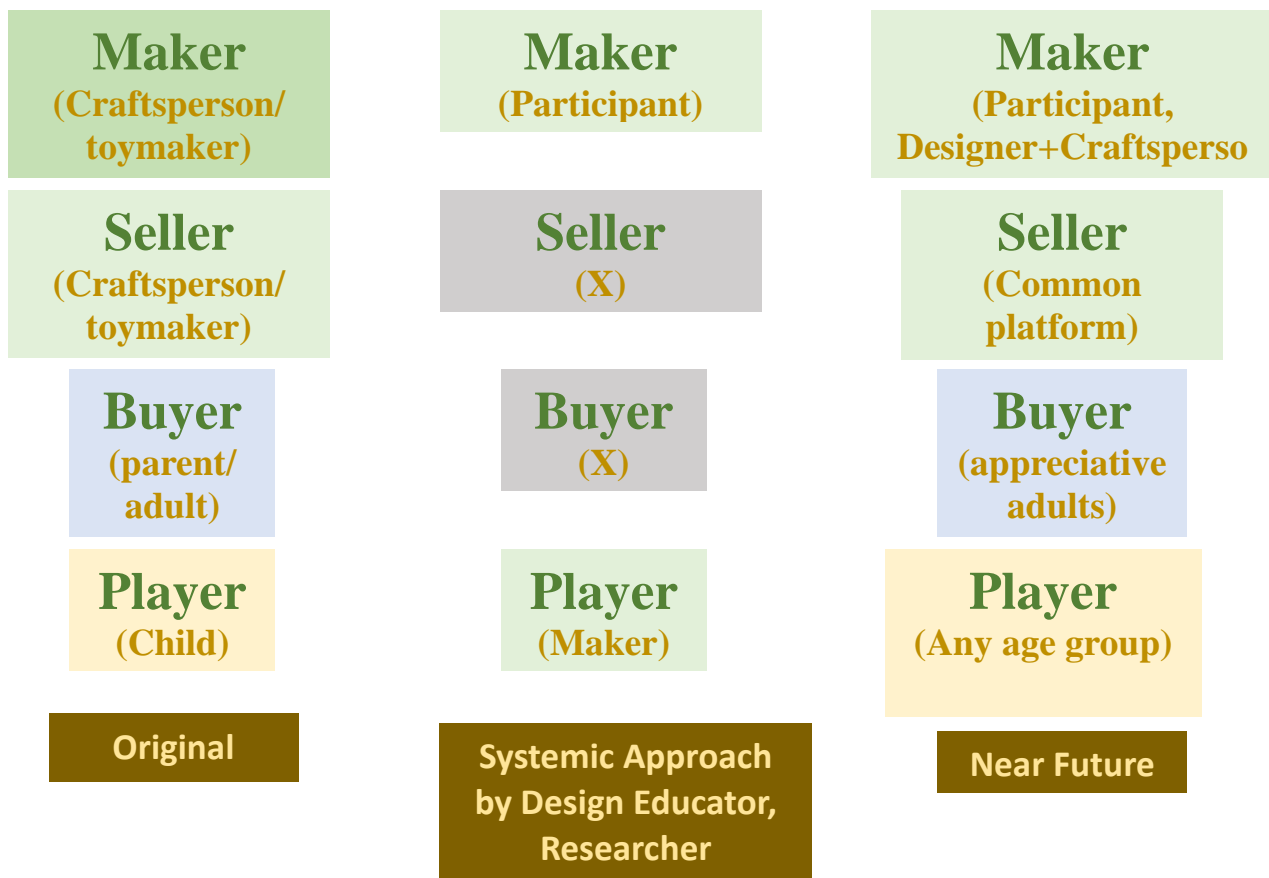 Maker
(Craftsperson/
toymaker)
Seller
(Craftsperson/
toymaker)
Buyer
(parent/
adult)
Player
(Child)
Original
Maker
(Participant)
Seller
(X)
Buyer
(X)
Player
(Maker)
Systemic Approach
by Design Educator,
Researcher
Maker
(Participant,
Designer+Craftsperso
Seller
(Common
platform)
Buyer
(appreciative
adults)
Player
(Any age group)
Near Future